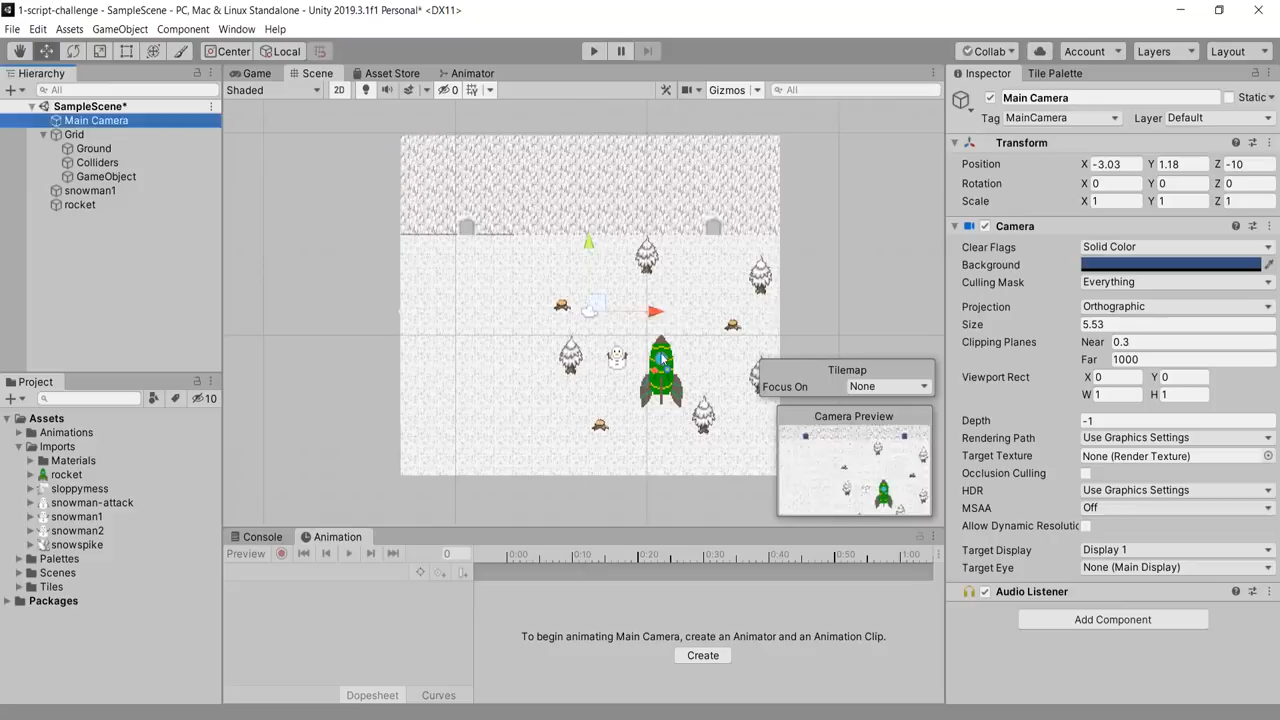 1-script-challenge - SampleScene - PC, Mac & Linux Standalone - Unity 2019.3.1f1 Personal* <DX11>
File Edit Assets GameObject Component Window Help
Center Local Collab Account Layers Layout
Hierarchy
All
SampleScene*
Main Camera
Grid
Ground
Colliders
GameObject
snowman1
rocket
Game Scene Asset Store Animator
Shaded 2D 0 Gizmos All
Tilemap
Focus On None
Camera Preview
Project
10
Assets
Animations
Imports
Materials
rocket
sloppymess
snowman-attack
snowman1
snowman2
snowspike
Palettes
Scenes
Tiles
Packages
Console Animation
Preview 0 0:00 0:10 0:20 0:30 0:40 0:50 1:00
To begin animating Main Camera, create an Animator and an Animation Clip.
Create
Dopesheet Curves
Inspector Tile Palette
Main Camera Static
Tag MainCamera Layer Default
Transform
Position X -3.03 Y 1.18 Z -10
Rotation X 0 Y 0 Z 0
Scale X 1 Y 1 Z 1
Camera
Clear Flags Solid Color
Background
Culling Mask Everything
Projection Orthographic
Size 5.53
Clipping Planes Near 0.3
Far 1000
Viewport Rect X 0 Y 0
W 1 H 1
Depth -1
Rendering Path Use Graphics Settings
Target Texture None (Render Texture)
Occlusion Culling
HDR Use Graphics Settings
MSAA Off
Allow Dynamic Resolutic
Target Display Display 1
Target Eye None (Main Display)
Audio Listener
Add Component